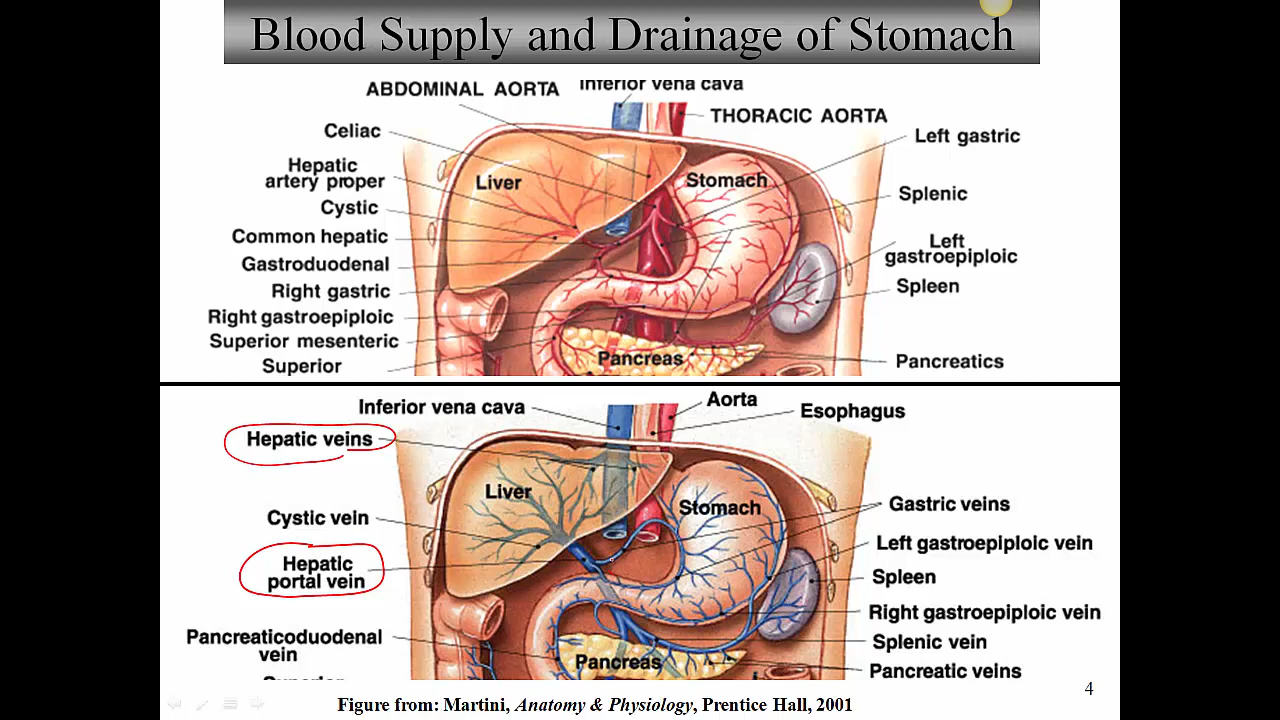 Blood Supply and Drainage of Stomach
ABDOMINAL AORTA
Inferior vena cava
THORACIC AORTA
Celiac
Left gastric
Hepatic
artery proper
Liver
Stomach
Splenic
Cystic
Common hepatic
Left
gastroepiploic
Gastroduodenal
Right gastric
Spleen
Right gastroepiploic
Superior mesenteric
Superior
Pancreas
Pancreatics
Inferior vena cava
Aorta
Esophagus
Hepatic veins
Liver
Stomach
Gastric veins
Cystic vein
Left gastroepiploic vein
Hepatic
portal vein
Spleen
Right gastroepiploic vein
Pancreaticoduodenal
vein
Splenic vein
Pancreas
Pancreatic veins
Superior
4
Figure from: Martini, Anatomy & Physiology, Prentice Hall, 2001